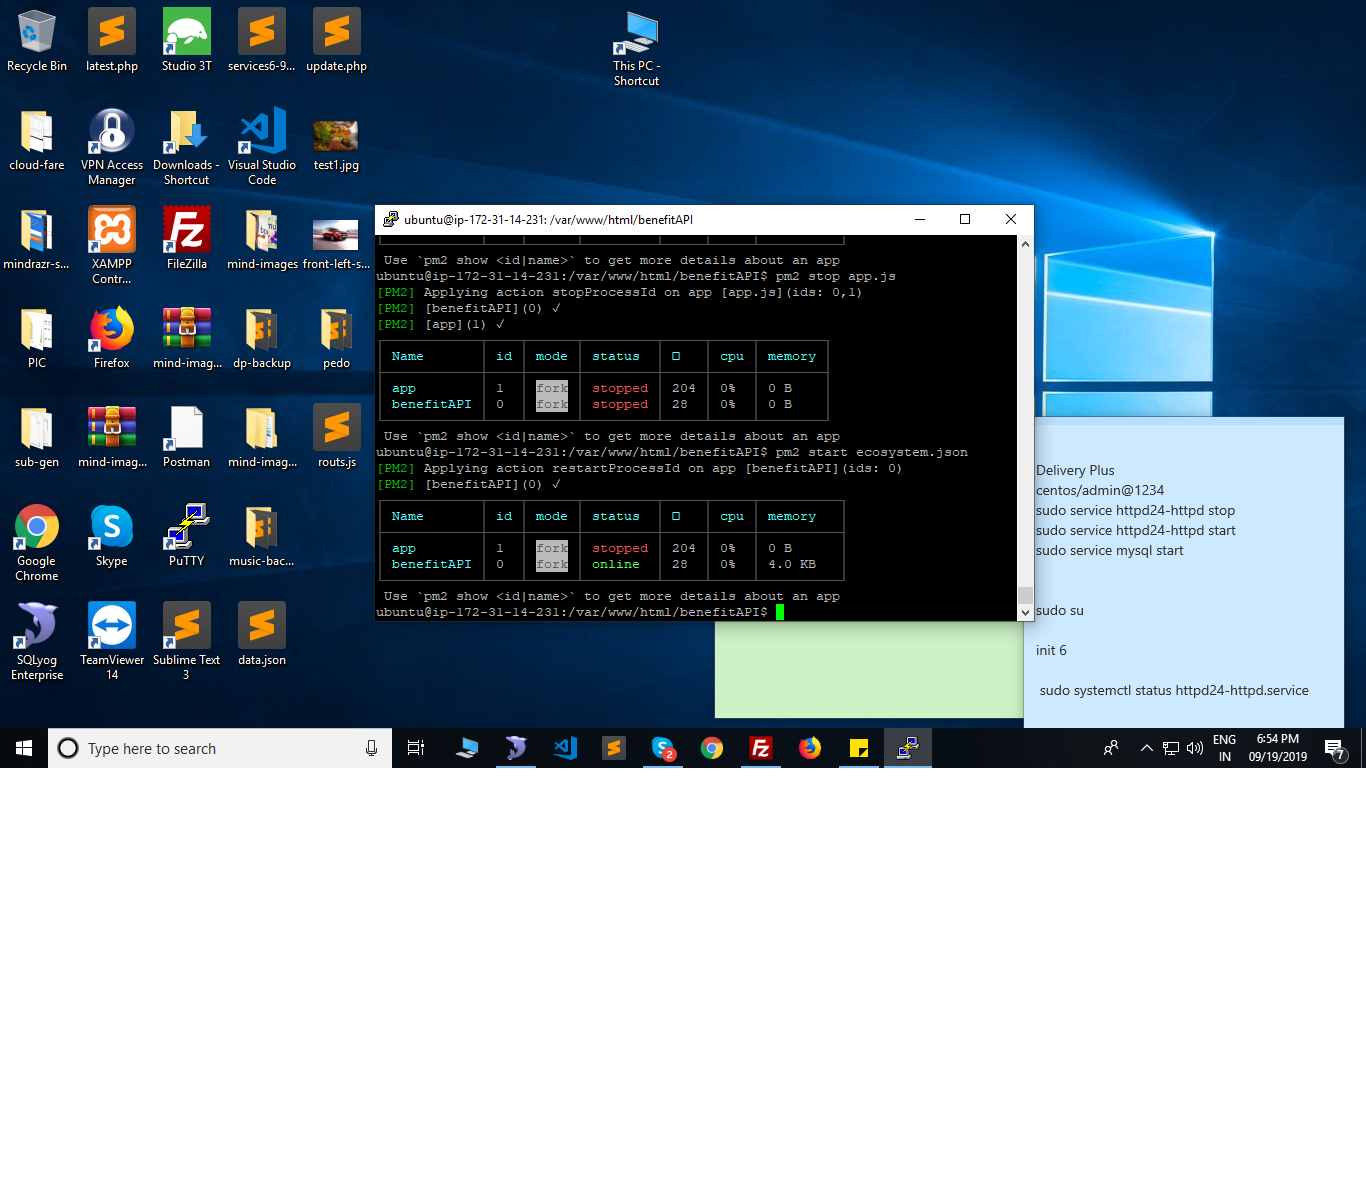 Recycle Bin
latest.php
Studio 3T
services6-9...
update.php
This PC -
Shortcut
cloud-fare
VPN Access
Manager
Downloads -
Shortcut
Visual Studio
Code
test1.jpg
mindrazr-s...
XAMPP
Contr...
FileZilla
mind-images
front-left-s...
PIC
Firefox
mind-imag...
dp-backup
pedo
sub-gen
mind-imag...
Postman
mind-imag...
routs.js
Google
Chrome
Skype
PuTTY
music-bac...
SQLyog
Enterprise
TeamViewer
14
Sublime Text
3
data.json
ubuntu@ip-172-31-14-231: /var/www/html/benefitAPI
Use `pm2 show <id|name>` to get more details about an app
ubuntu@ip-172-31-14-231:/var/www/html/benefitAPI$ pm2 stop app.js
[PM2] Applying action stopProcessId on app [app.js](ids: 0,1)
[PM2] [benefitAPI](0) ✓
[PM2] [app](1) ✓
Name id mode status □ cpu memory
app 1 fork stopped 204 0% 0 B
benefitAPI 0 fork stopped 28 0% 0 B
Use `pm2 show <id|name>` to get more details about an app
ubuntu@ip-172-31-14-231:/var/www/html/benefitAPI$ pm2 start ecosystem.json
[PM2] Applying action restartProcessId on app [benefitAPI](ids: 0)
[PM2] [benefitAPI](0) ✓
Name id mode status □ cpu memory
app 1 fork stopped 204 0% 0 B
benefitAPI 0 fork online 28 0% 4.0 KB
Use `pm2 show <id|name>` to get more details about an app
ubuntu@ip-172-31-14-231:/var/www/html/benefitAPI$
Delivery Plus
centos/admin@1234
sudo service httpd24-httpd stop
sudo service httpd24-httpd start
sudo service mysql start
sudo su
init 6
sudo systemctl status httpd24-httpd.service
Type here to search
2
ENG
IN
6:54 PM
09/19/2019
7